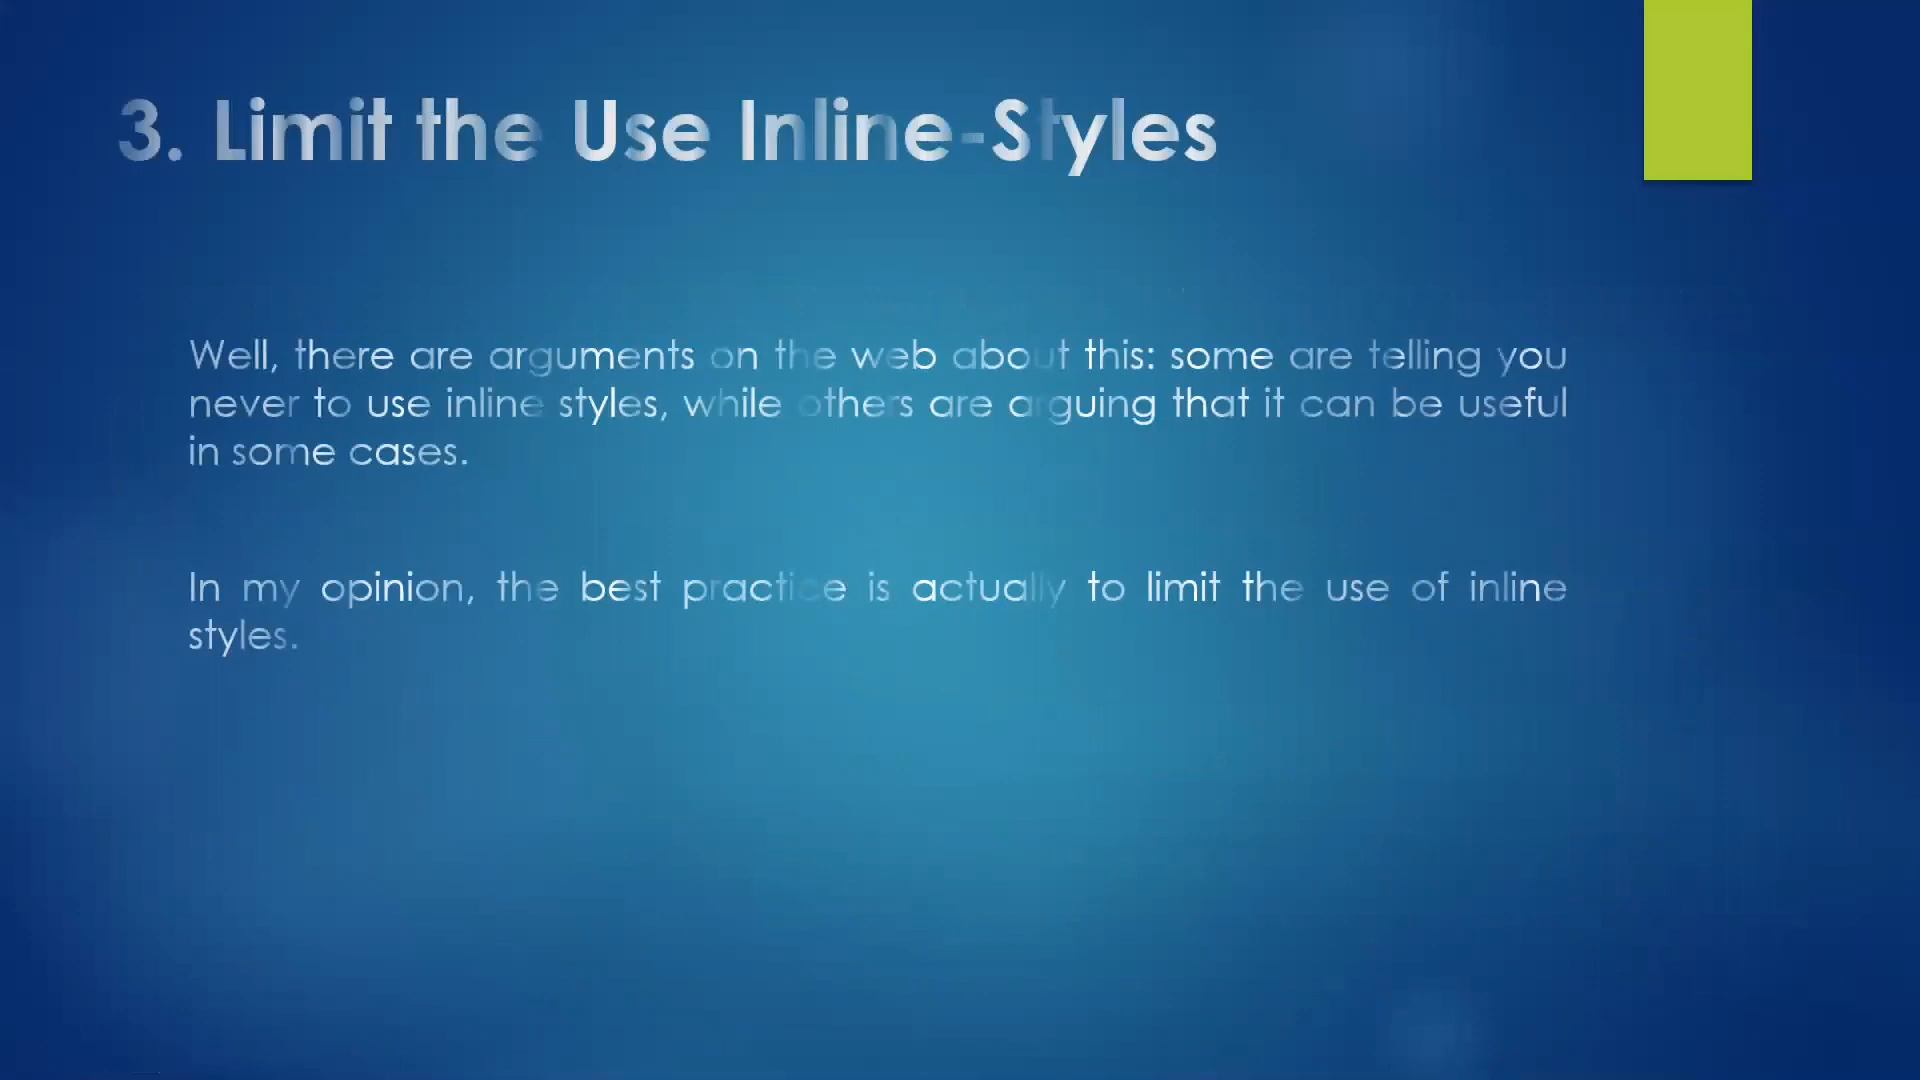 3. Limit the Use Inline-Styles
Well, there are arguments on the web about this: some are telling you
never to use inline styles, while others are arguing that it can be useful
in some cases.
In my opinion, the best practice is actually to limit the use of inline
styles.